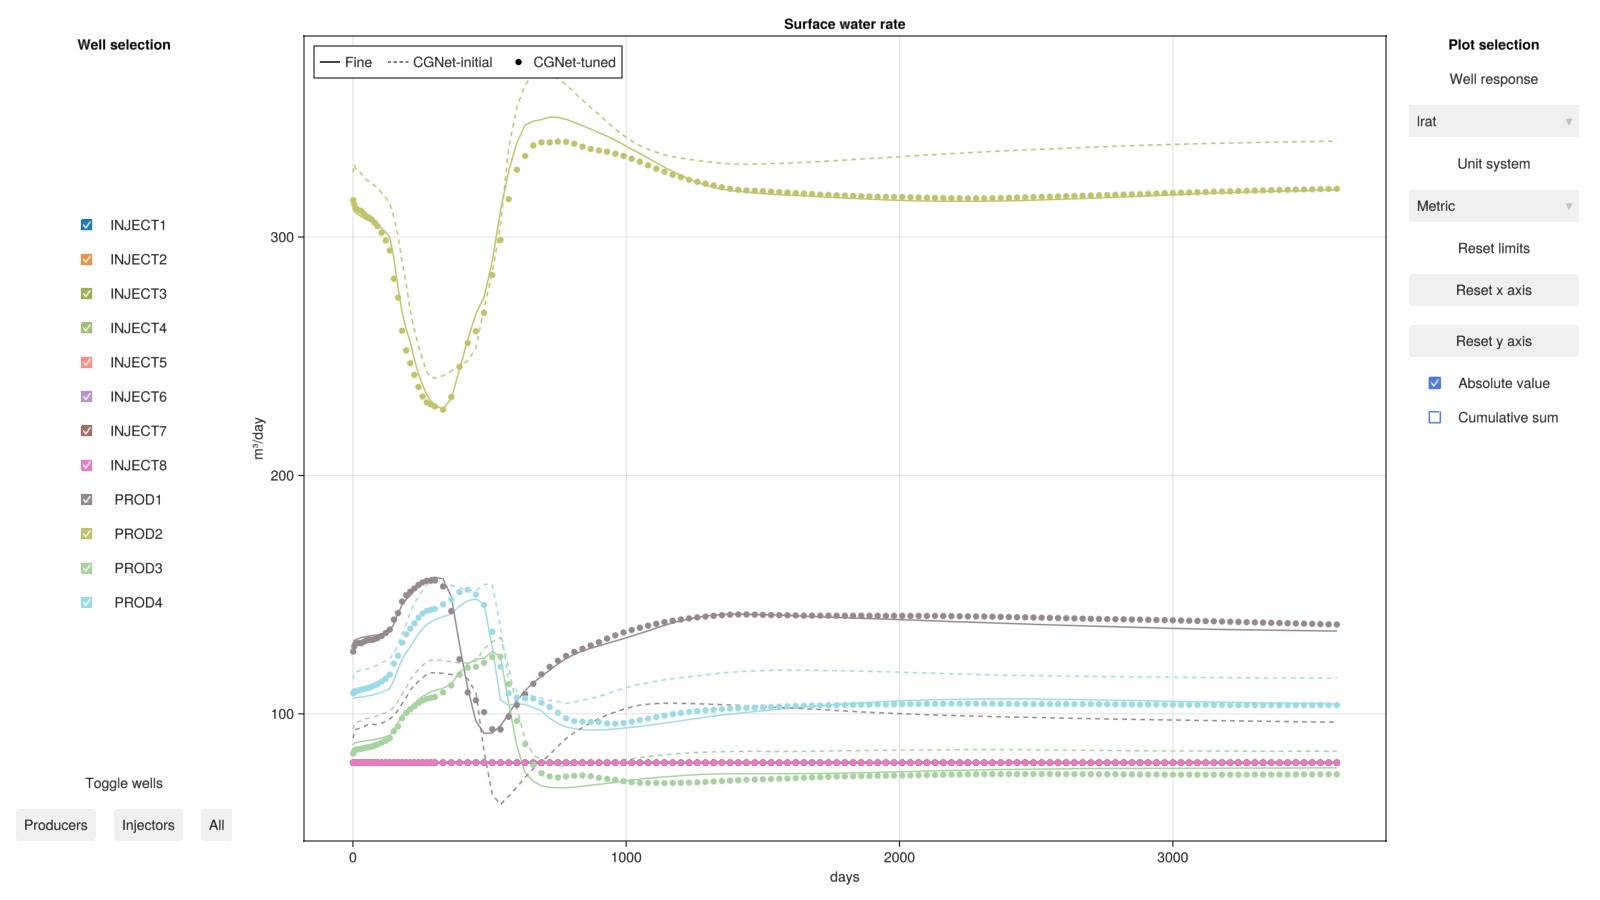 Surface water rate
Well selection
INJECT1
INJECT2
INJECT3
INJECT4
INJECT5
INJECT6
INJECT7
INJECT8
PROD1
PROD2
PROD3
PROD4
Toggle wells
Producers Injectors All
Fine CGNet-initial CGNet-tuned
300
200
100
m³/day
0 1000 2000 3000
days
Plot selection
Well response
lrat
Unit system
Metric
Reset limits
Reset x axis
Reset y axis
Absolute value
Cumulative sum